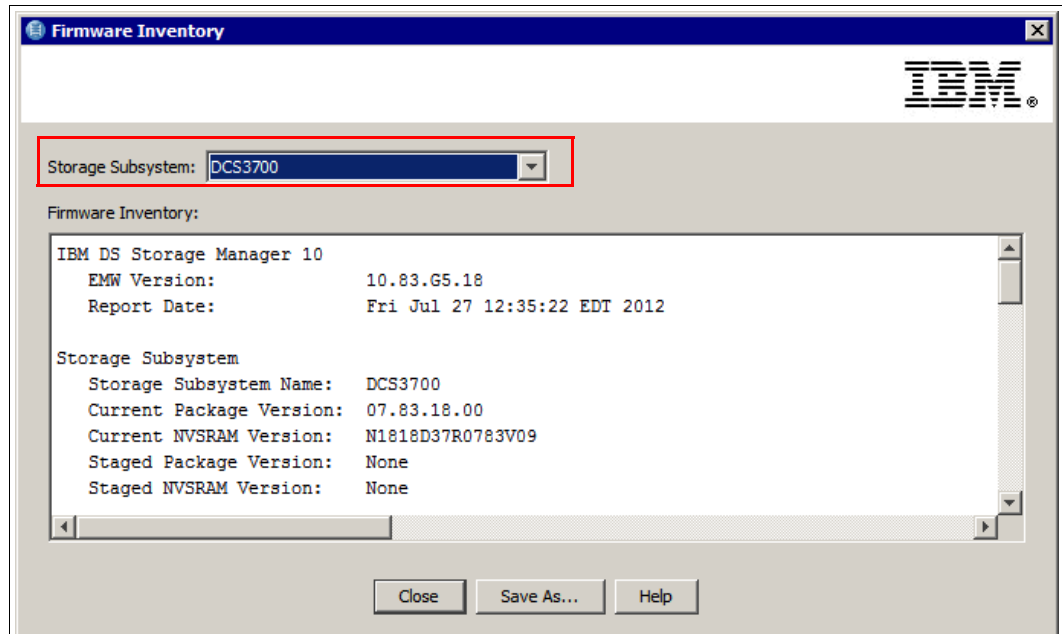 Firmware Inventory
IBM®
Storage Subsystem: DCS3700
Firmware Inventory:
IBM DS Storage Manager 10
EMW Version: 10.83.G5.18
Report Date: Fri Jul 27 12:35:22 EDT 2012
Storage Subsystem
Storage Subsystem Name: DCS3700
Current Package Version: 07.83.18.00
Current NVSRAM Version: N1818D37R0783V09
Staged Package Version: None
Staged NVSRAM Version: None
Close Save As... Help